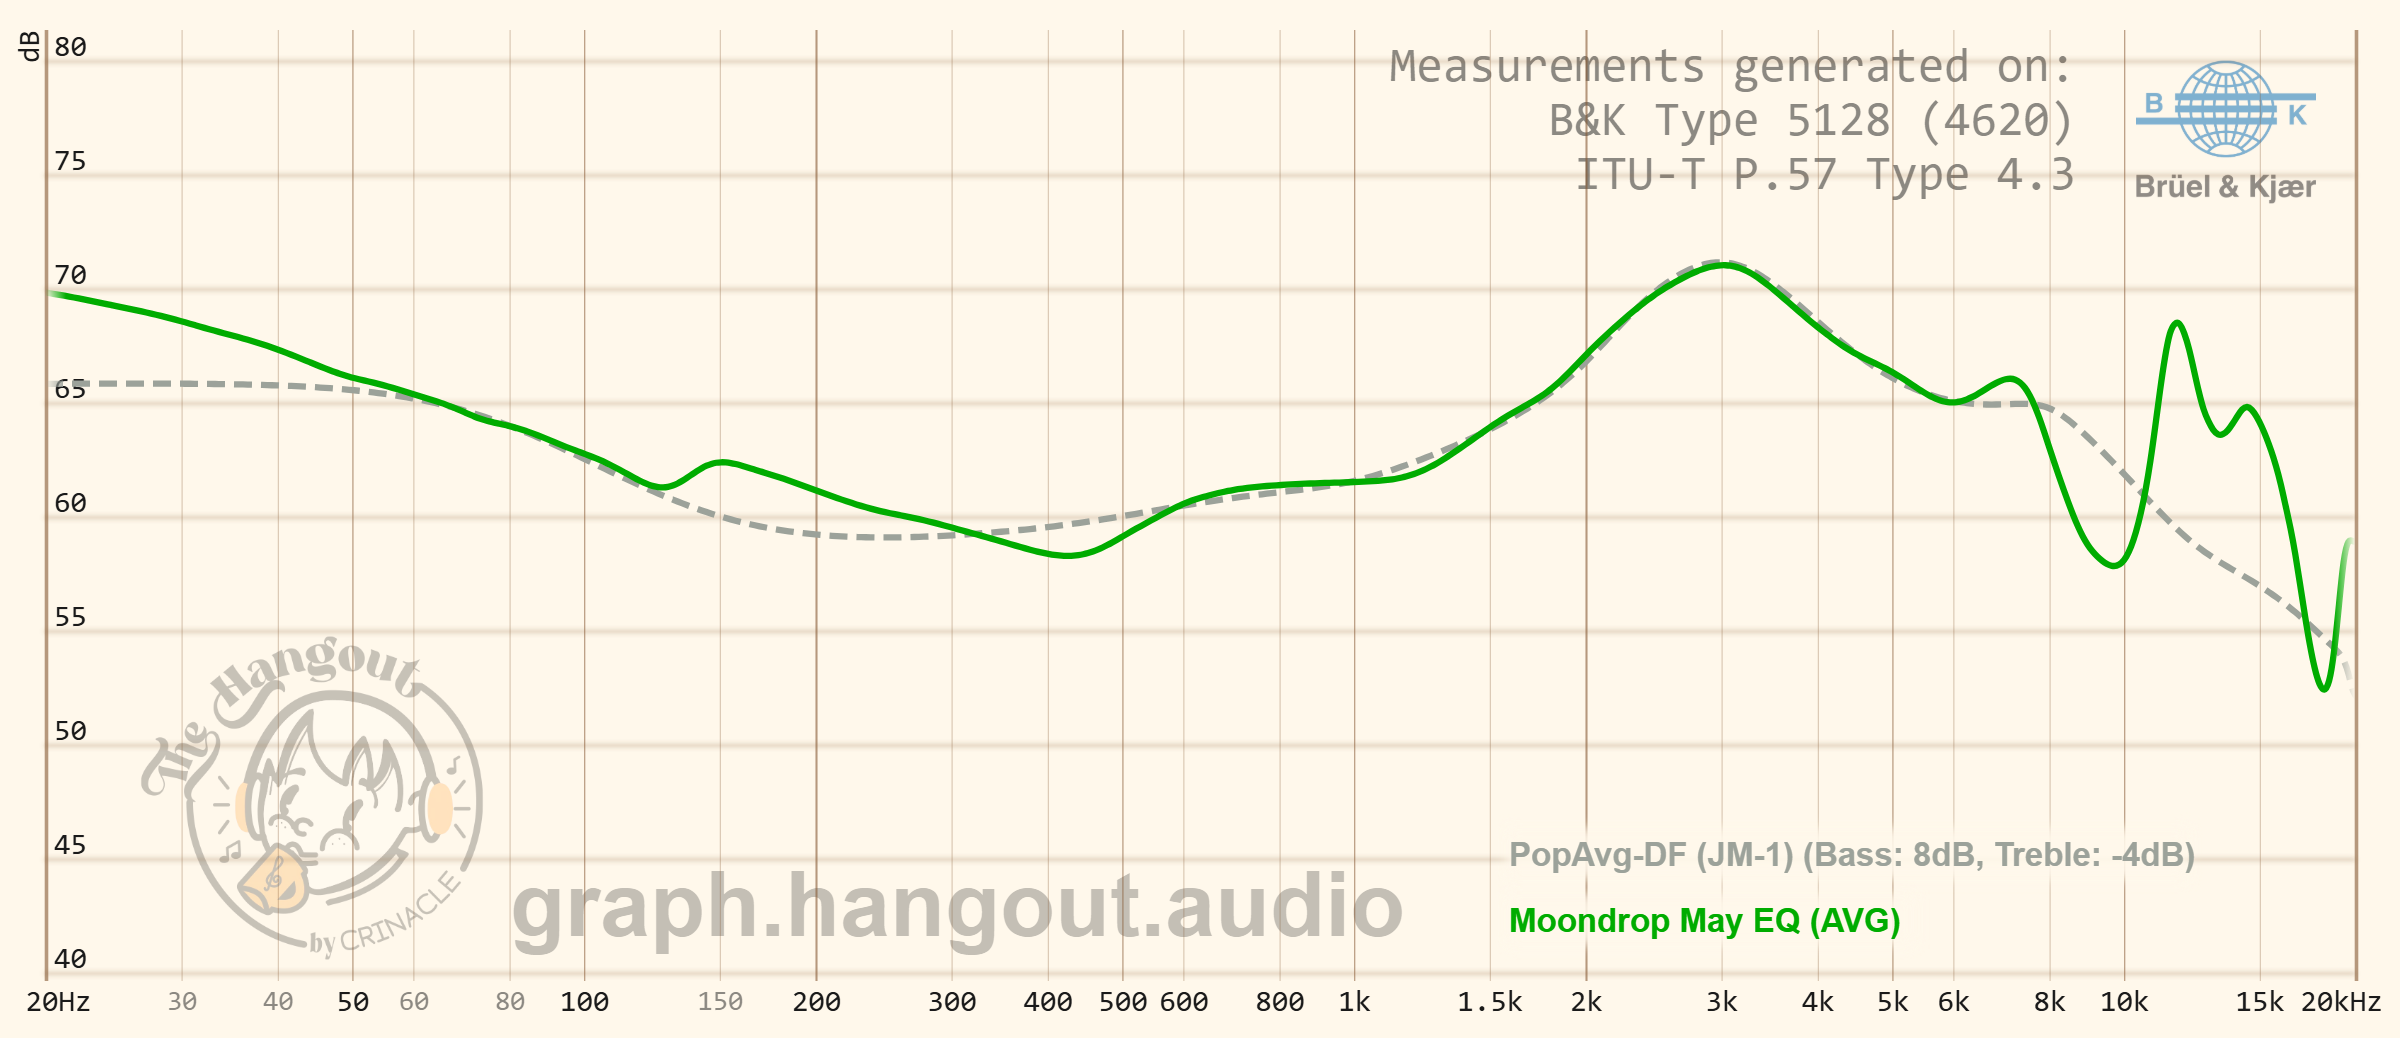 dB
80
75
70
65
60
55
50
45
40
Measurements generated on:
B&K Type 5128 (4620)
ITU-T P.57 Type 4.3
B K
Brüel & Kjær
The Hangout
by CRINACLE
graph.hangout.audio
PopAvg-DF (JM-1) (Bass: 8dB, Treble: -4dB)
Moondrop May EQ (AVG)
20Hz 30 40 50 60 80 100 150 200 300 400 500 600 800 1k 1.5k 2k 3k 4k 5k 6k 8k 10k 15k 20kHz